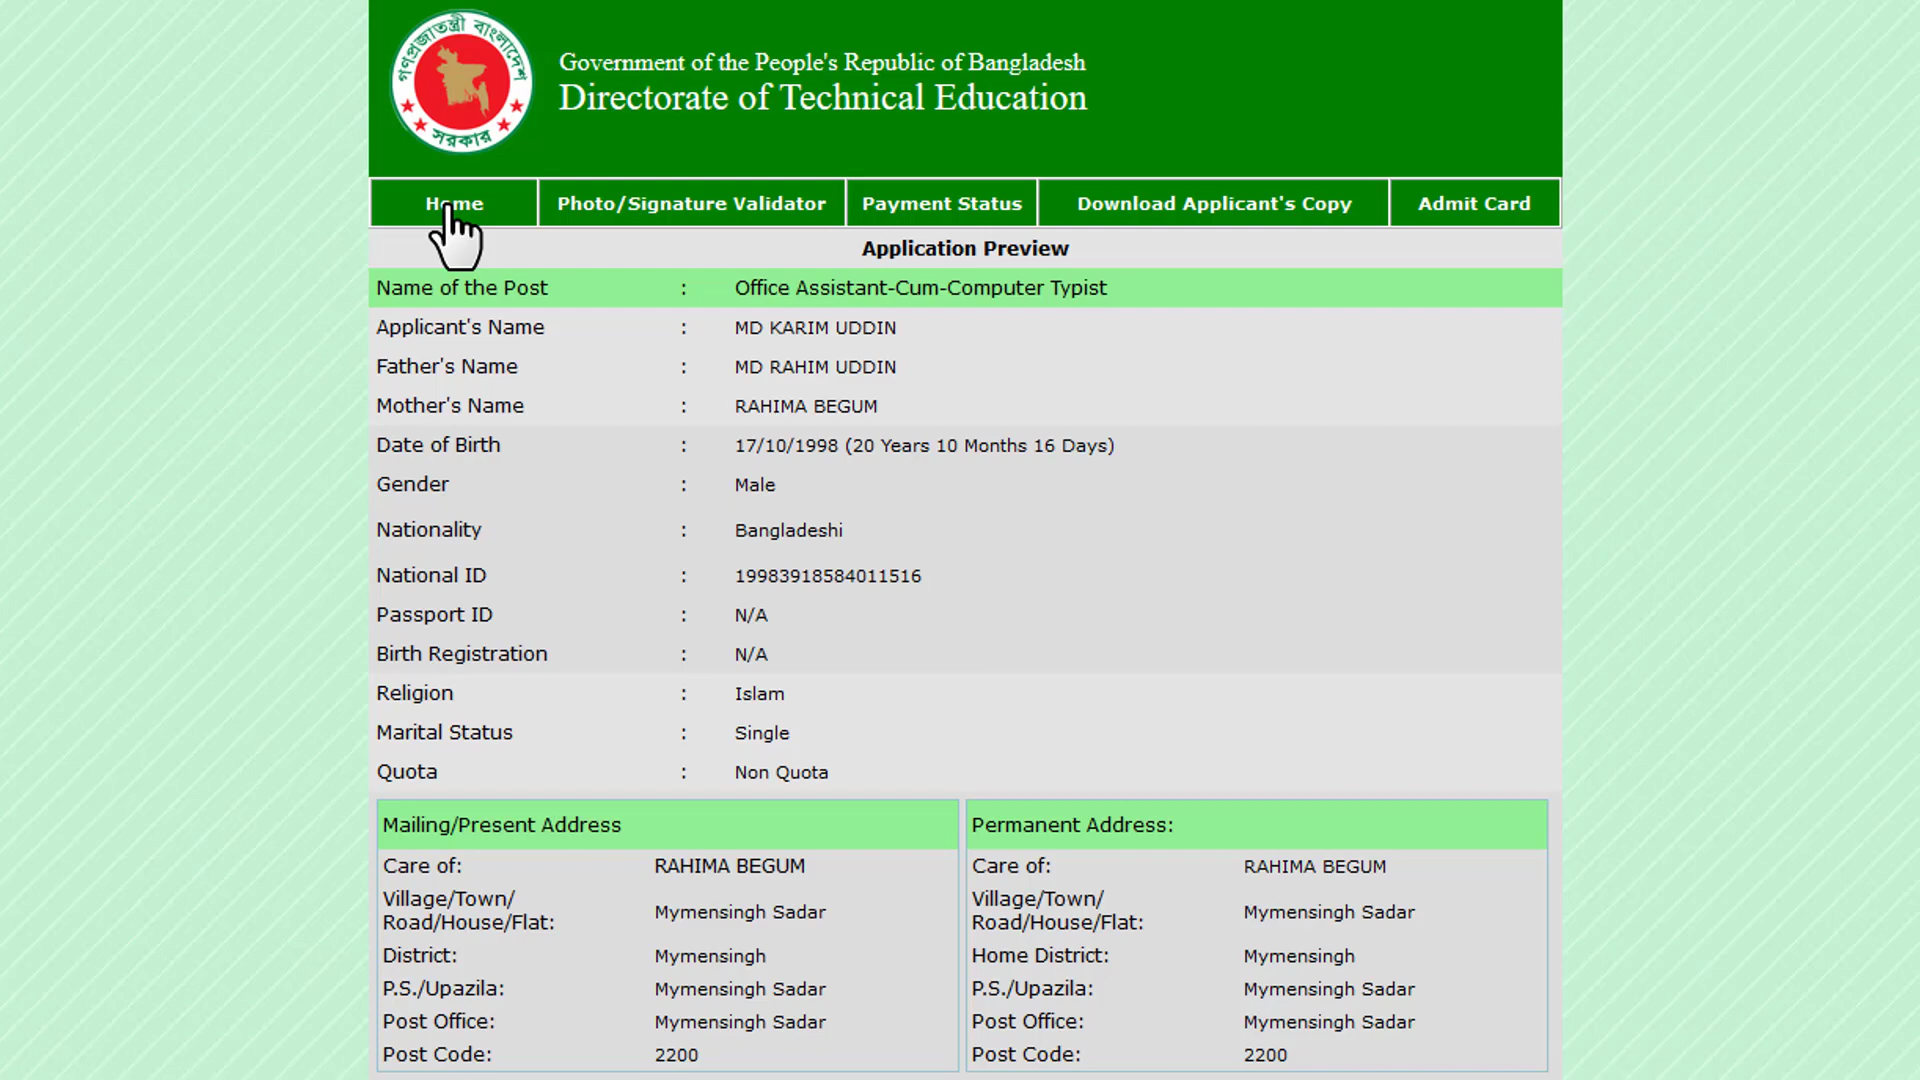 গণপ্রজাতন্ত্রী বাংলাদেশ
সরকার
Government of the People's Republic of Bangladesh
Directorate of Technical Education
Home Photo/Signature Validator Payment Status Download Applicant's Copy Admit Card
Application Preview
Name of the Post : Office Assistant-Cum-Computer Typist
Applicant's Name : MD KARIM UDDIN
Father's Name : MD RAHIM UDDIN
Mother's Name : RAHIMA BEGUM
Date of Birth : 17/10/1998 (20 Years 10 Months 16 Days)
Gender : Male
Nationality : Bangladeshi
National ID : 19983918584011516
Passport ID : N/A
Birth Registration : N/A
Religion : Islam
Marital Status : Single
Quota : Non Quota
Mailing/Present Address
Care of: RAHIMA BEGUM
Village/Town/
Road/House/Flat: Mymensingh Sadar
District: Mymensingh
P.S./Upazila: Mymensingh Sadar
Post Office: Mymensingh Sadar
Post Code: 2200
Permanent Address:
Care of: RAHIMA BEGUM
Village/Town/
Road/House/Flat: Mymensingh Sadar
Home District: Mymensingh
P.S./Upazila: Mymensingh Sadar
Post Office: Mymensingh Sadar
Post Code: 2200